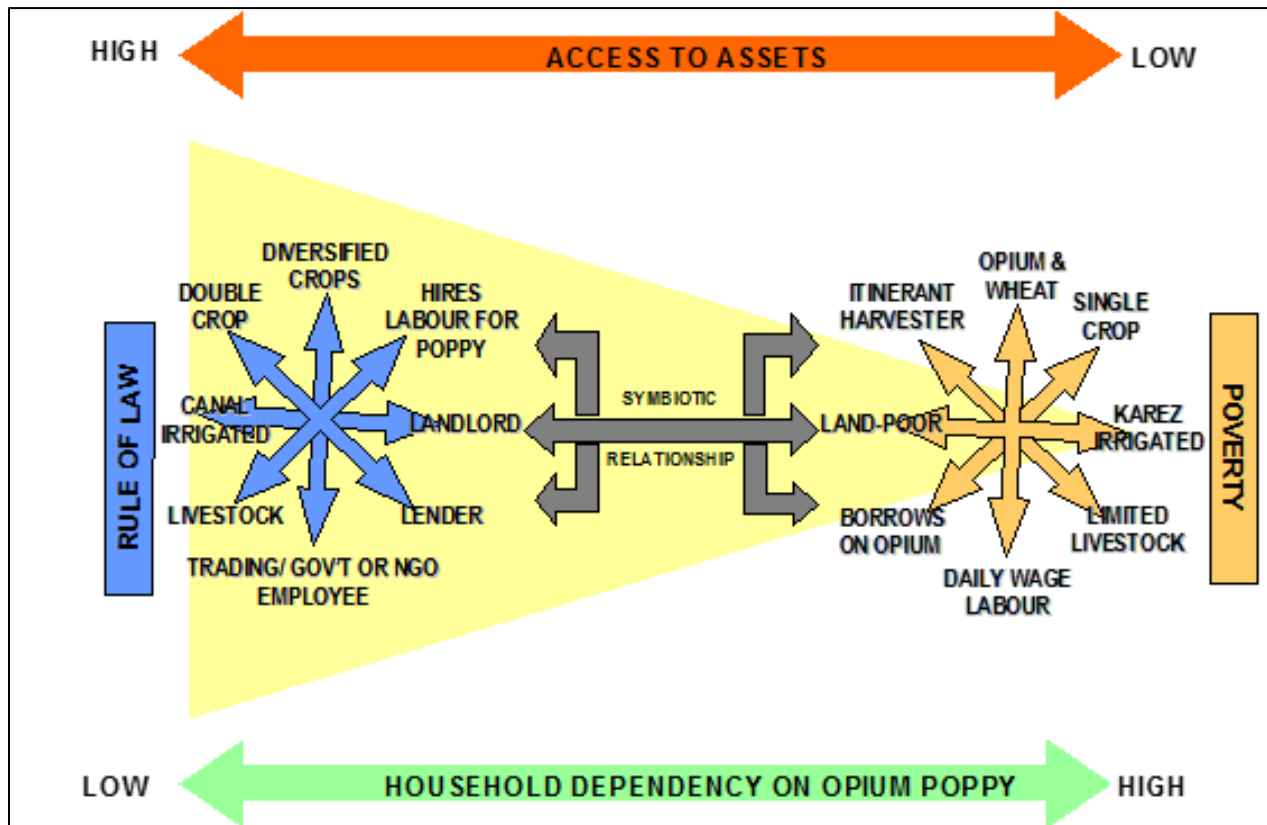 HIGH
ACCESS TO ASSETS
LOW
RULE OF LAW
DIVERSIFIED
CROPS
DOUBLE
CROP
HIRES
LABOUR FOR
POPPY
CANAL
IRRIGATED
LANDLORD
LIVESTOCK
LENDER
TRADING/ GOV'T OR NGO
EMPLOYEE
SYMBIOTIC
RELATIONSHIP
ITINERANT
HARVESTER
OPIUM &
WHEAT
SINGLE
CROP
LAND-POOR
KAREZ
IRRIGATED
BORROWS
ON OPIUM
LIMITED
LIVESTOCK
DAILY WAGE
LABOUR
POVERTY
LOW
HOUSEHOLD DEPENDENCY ON OPIUM POPPY
HIGH